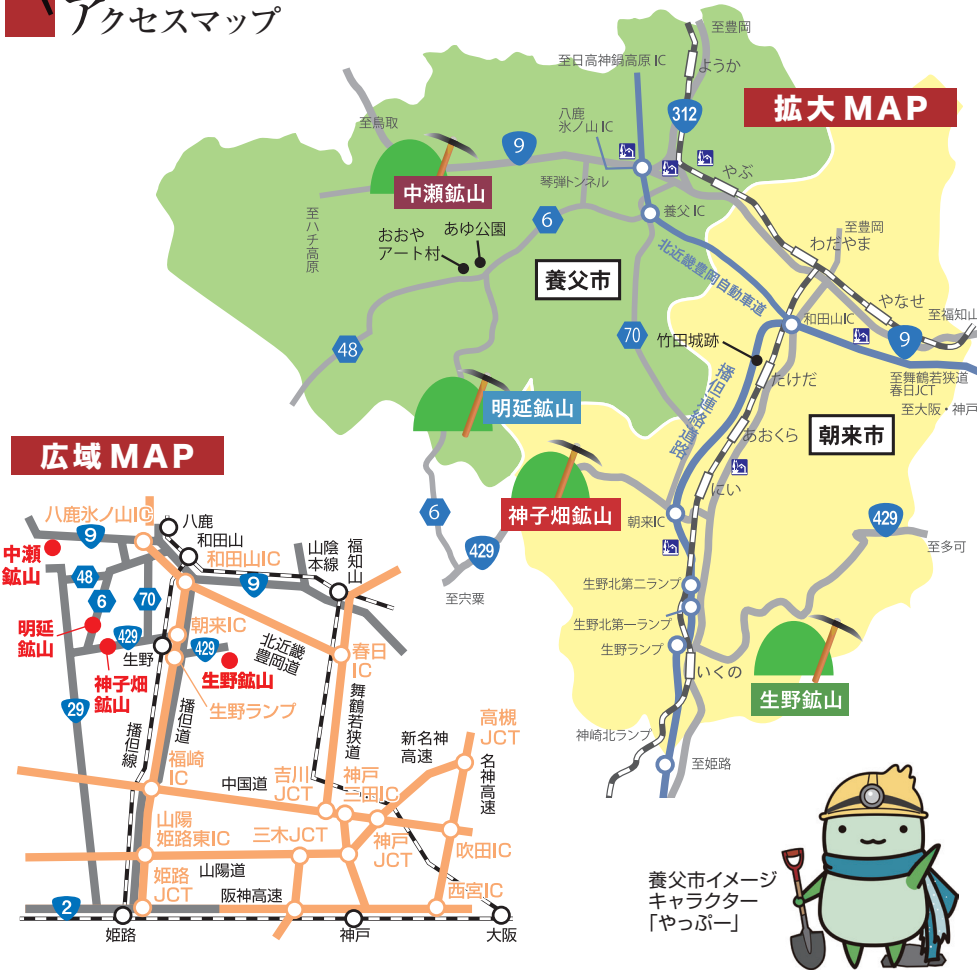 アクセスマップ
拡大MAP
至豊岡
至日高神鍋高原IC
ようか
八鹿
氷ノ山IC
312
至鳥取
9
中瀬鉱山
琴弾トンネル
やぶ
養父IC
至ハチ高原
おおや
アート村
あゆ公園
6
養父市
北近畿豊岡自動車道
至豊岡
わだやま
やなせ
和田山IC
至福知山
9
48
70
竹田城跡
播但連絡道路
たけだ
至舞鶴若狭道
春日JCT
至大阪・神戸
明延鉱山
あおくら
朝来市
神子畑鉱山
にい
朝来IC
6
429
至宍粟
429
至多可
生野北第二ランプ
生野北第一ランプ
生野ランプ
いくの
生野鉱山
神崎北ランプ
至姫路
広域MAP
八鹿氷ノ山IC
八鹿
和田山
和田山IC
9
中瀬
鉱山
48
6
70
9
山陰
本線
福知山
明延
鉱山
429
朝来IC
生野
429
北近畿
豊岡道
春日
IC
神子畑
鉱山
生野鉱山
生野ランプ
29
播但線
播但道
舞鶴若狭道
福崎
IC
中国道
吉川
JCT
神戸
三田IC
新名神
高速
高槻
JCT
名神高速
山陽
姫路東IC
三木JCT
神戸
JCT
吹田IC
姫路
JCT
山陽道
阪神高速
西宮IC
2
姫路
神戸
大阪
養父市イメージ
キャラクター
「やっぷー」